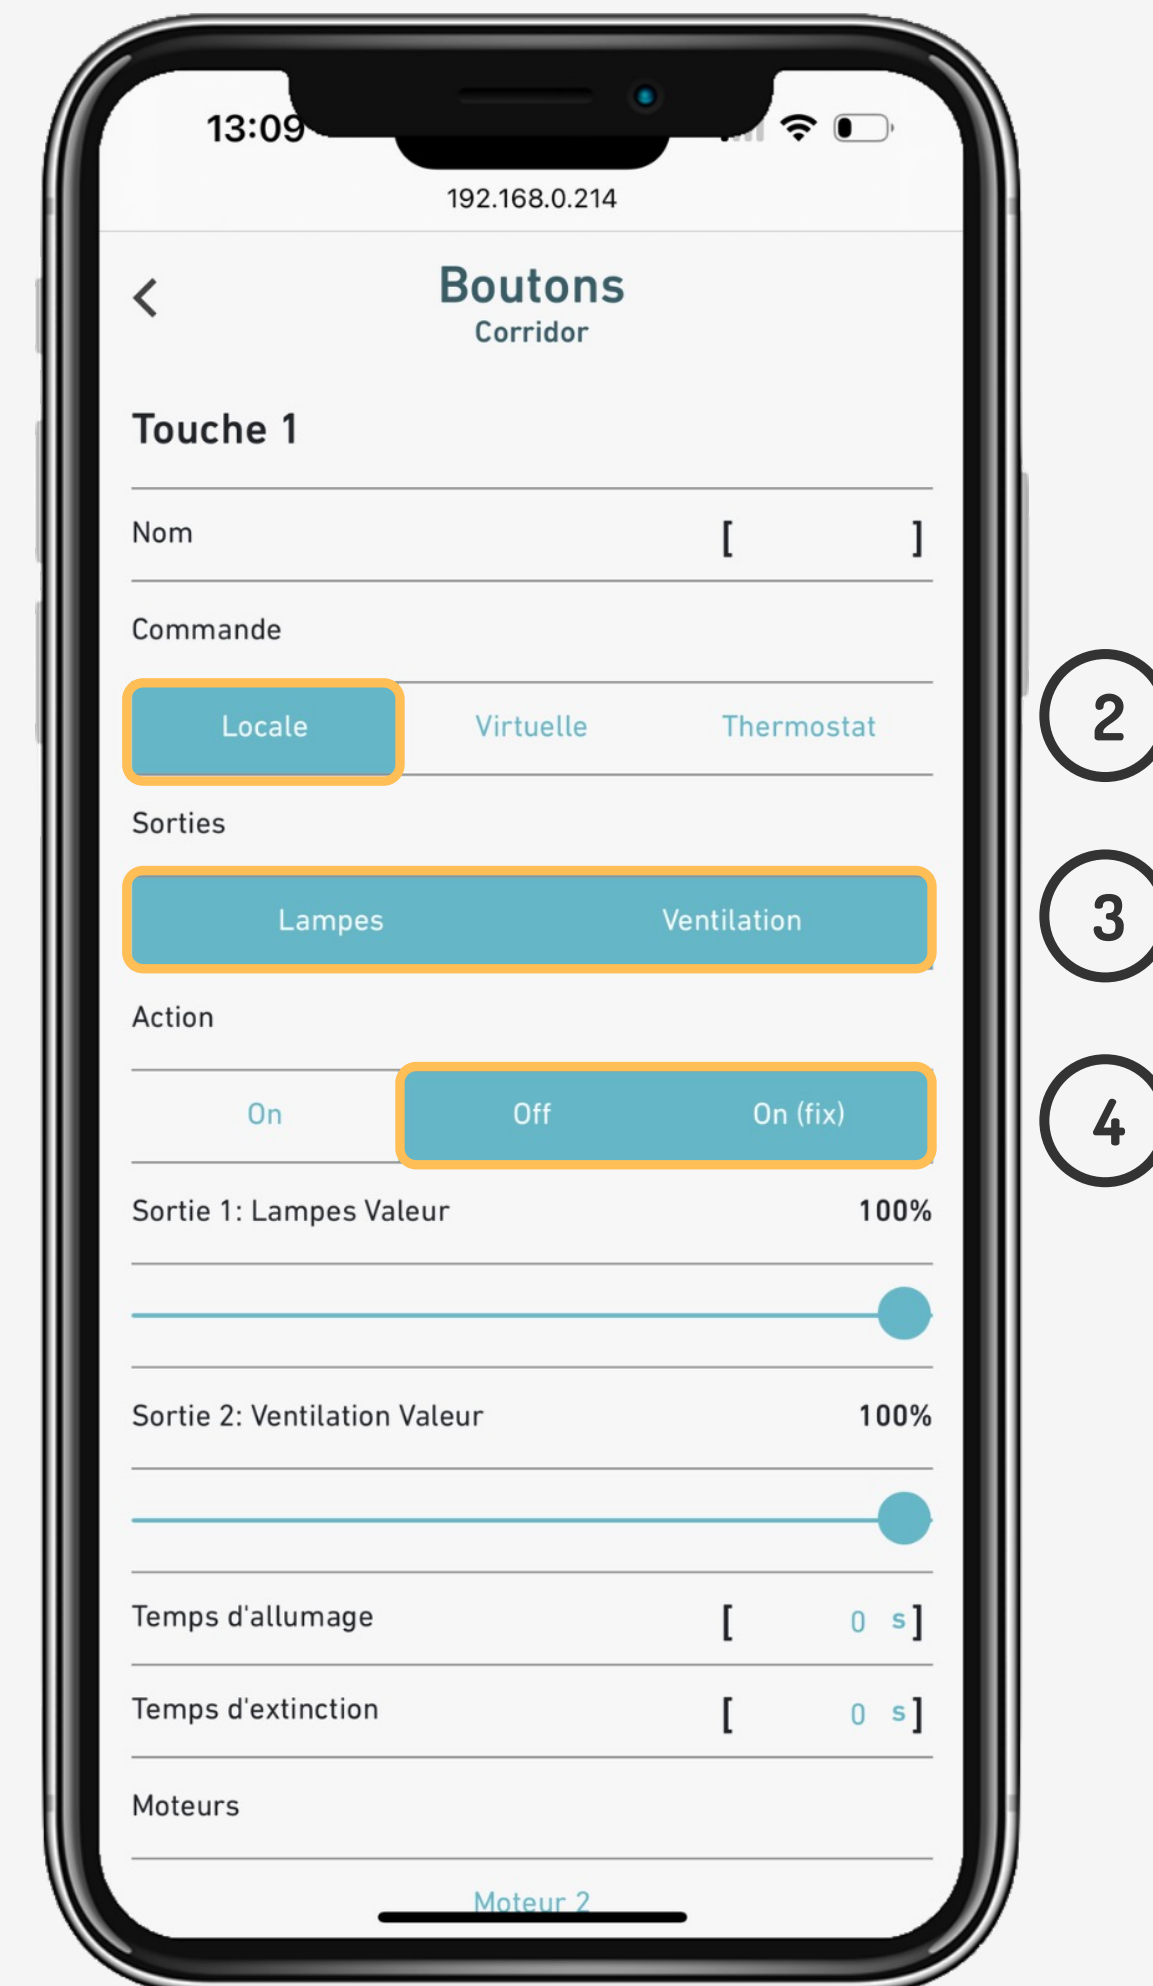 13:09
192.168.0.214
Boutons
Corridor
Touche 1
Nom [ ]
Commande
Locale Virtuelle Thermostat
2
Sorties
Lampes Ventilation
3
Action
On Off On (fix)
4
Sortie 1: Lampes Valeur 100%
Sortie 2: Ventilation Valeur 100%
Temps d'allumage [ 0 s]
Temps d'extinction [ 0 s]
Moteurs
Moteur 2